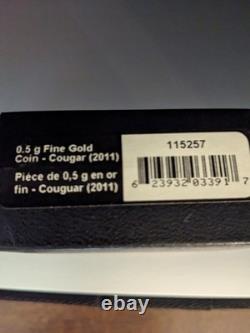 0.5 g Fine Gold
Coin - Cougar (2011)
Pièce de 0,5 g en or
fin - Couguar (2011)
115257
6 23932 03391 7
ebay